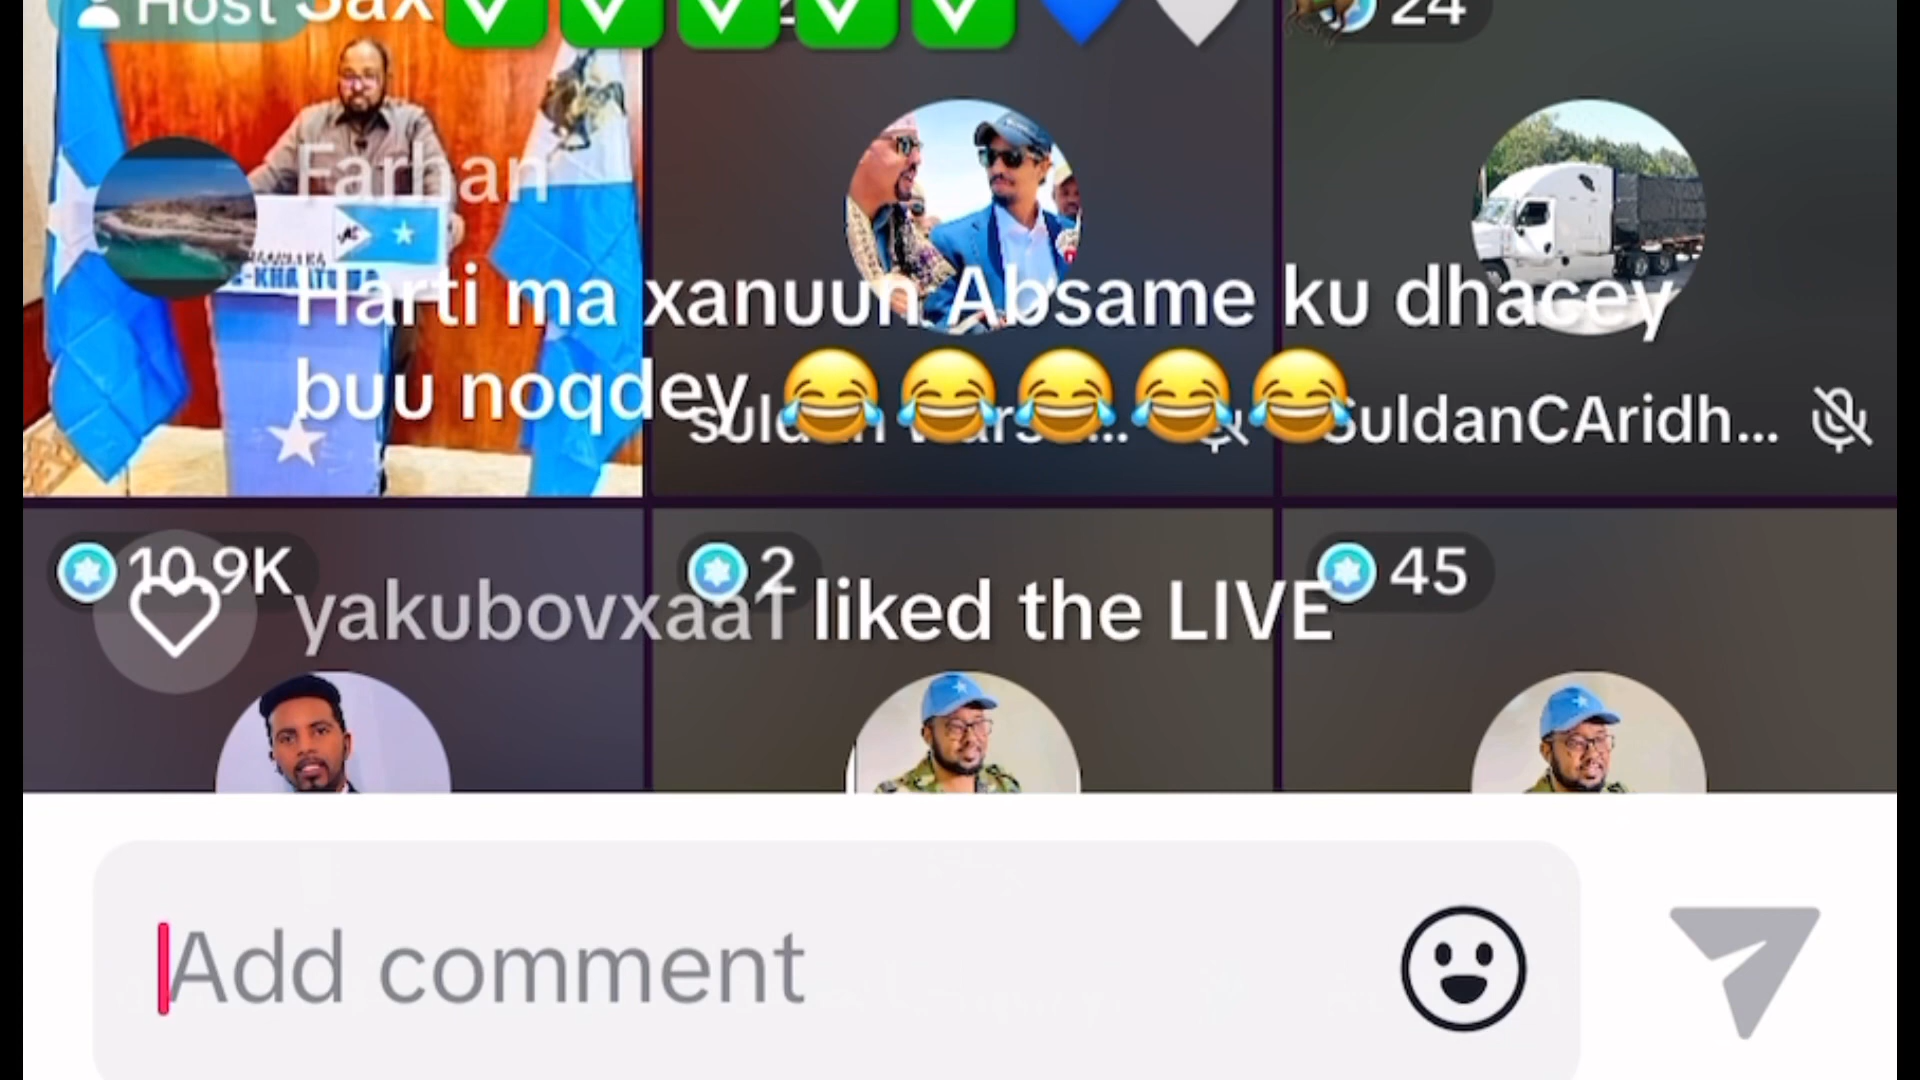 Host Sax ✅✅✅✅✅💙🤍
24
Farhan
Harti ma xanuun Absame ku dhacey
buu noqdey 😂😂😂😂😂
SuldanCAridh...
10.9K
2
45
yakubovxaa1 liked the LIVE
Add comment